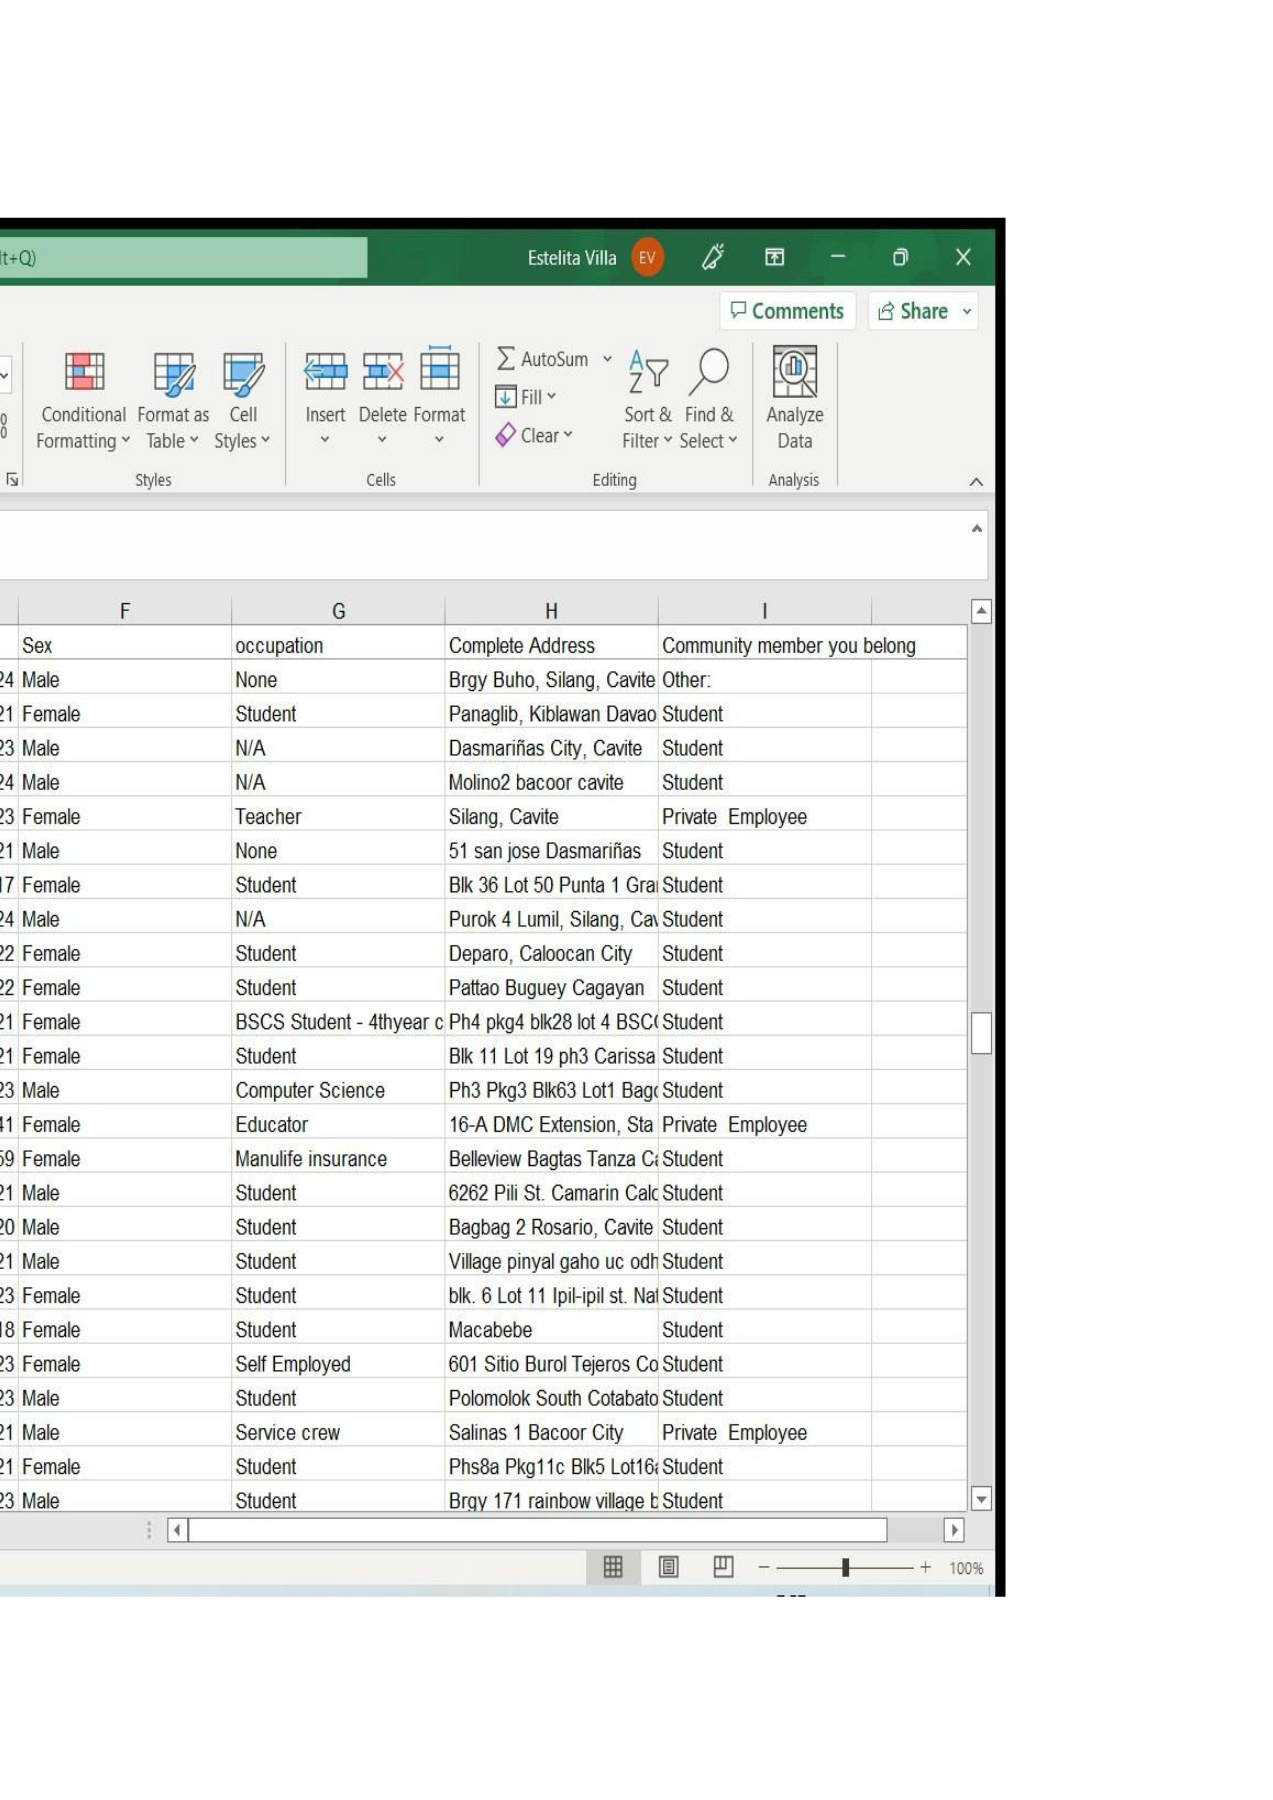 lt+Q) Estelita Villa EV
Comments Share
AutoSum
Fill
Clear
Conditional Format as Cell Insert Delete Format Sort & Find & Analyze
Formatting Table Styles Filter Select Data
Styles Cells Editing Analysis
F G H I
Sex occupation Complete Address Community member you belong
24 Male None Brgy Buho, Silang, Cavite Other:
21 Female Student Panaglib, Kiblawan Davao Student
23 Male N/A Dasmariñas City, Cavite Student
24 Male N/A Molino2 bacoor cavite Student
23 Female Teacher Silang, Cavite Private Employee
21 Male None 51 san jose Dasmariñas Student
17 Female Student Blk 36 Lot 50 Punta 1 Gra Student
24 Male N/A Purok 4 Lumil, Silang, Cav Student
22 Female Student Deparo, Caloocan City Student
22 Female Student Pattao Buguey Cagayan Student
21 Female BSCS Student - 4thyear c Ph4 pkg4 blk28 lot 4 BSC Student
21 Female Student Blk 11 Lot 19 ph3 Carissa Student
23 Male Computer Science Ph3 Pkg3 Blk63 Lot1 Bag Student
41 Female Educator 16-A DMC Extension, Sta Private Employee
59 Female Manulife insurance Belleview Bagtas Tanza Ca Student
21 Male Student 6262 Pili St. Camarin Calo Student
20 Male Student Bagbag 2 Rosario, Cavite Student
21 Male Student Village pinyal gaho uc odh Student
23 Female Student blk. 6 Lot 11 Ipil-ipil st. Nat Student
18 Female Student Macabebe Student
23 Female Self Employed 601 Sitio Burol Tejeros Co Student
23 Male Student Polomolok South Cotabato Student
21 Male Service crew Salinas 1 Bacoor City Private Employee
21 Female Student Phs8a Pkg11c Blk5 Lot16a Student
23 Male Student Brgy 171 rainbow village b Student
100%